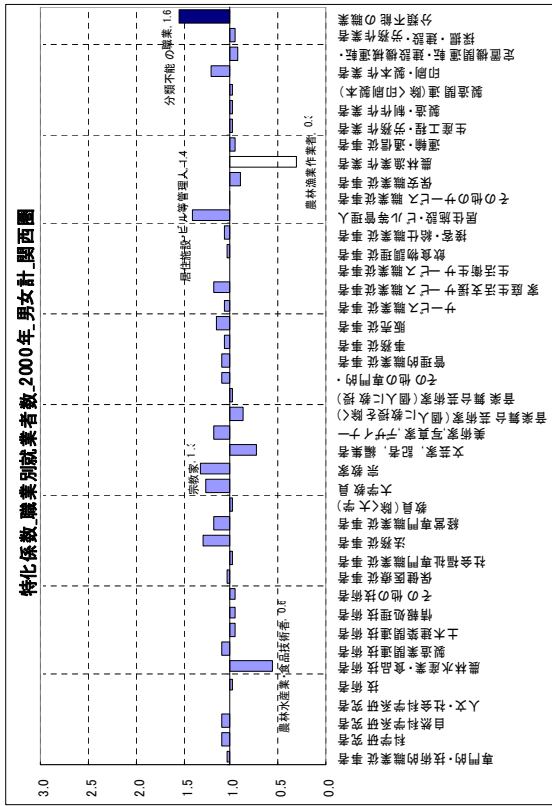 特化係数_職業別就業者数_2000年_男女計_関西圏
3.0
2.5
2.0
1.5
1.0
0.5
0.0
農林水産業・食品技術者, 0.6
宗教家, 1.3
居住施設・ビル等管理人, 1.4
農林漁業作業者, 0.3
分類不能の職業, 1.6
専門的・技術的職業従事者
科学研究者
自然科学系研究者
人文・社会科学系研究者
技術者
農林水産業・食品技術者
製造業関連技術者
土木建築関連技術者
情報処理技術者
その他の技術者
保健医療従事者
社会福祉専門職業従事者
法務従事者
経営専門職業従事者
教員(除く大学)
大学教員
宗教家
文芸家，記者，編集者
美術家,写真家,デザイナー
音楽舞台芸術家(個人に教授を除く)
音楽舞台芸術家(個人に教授)
その他の専門的・
管理的職業従事者
事務従事者
販売従事者
サービス職業従事者
家庭生活支援サービス職業従事者
生活衛生サービス職業従事者
飲食物調理従事者
接客・給仕職業従事者
居住施設・ビル等管理人
その他のサービス職業従事者
保安職業従事者
農林漁業作業者
運輸・通信従事者
生産工程・労務作業者
製造・制作作業者
製造関連(除く印刷製本)
印刷・製本作業者
定置機関運転・建設機械運転・
採掘・建設・労務作業者
分類不能の職業